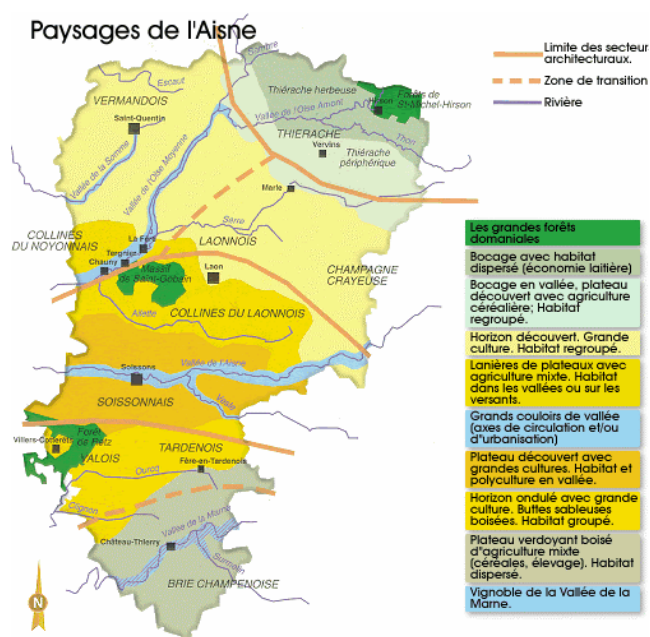 Paysages de l'Aisne
Limite des secteurs
architecturaux.
Zone de transition
Rivière
Sambre
Escaut
VERMANDOIS
Thiérache herbeuse
Forêts de
St-Michel-Hirson
Hirson
Saint-Quentin
Vallée de l'Oise Amont
Thon
THIERACHE
Vervins
Thiérache
périphérique
Vallée de la Somme
Vallée de l'Oise Moyenne
Marle
Serre
COLLINES
DU NOYONNAIS
La Fère
Tergnier
Chauny
LAONNOIS
Massif
de Saint-Gobain
Laon
CHAMPAGNE
CRAYEUSE
Ailette
COLLINES DU LAONNOIS
Vallée de l'Aisne
Soissons
SOISSONNAIS
Vesle
Forêt
de Retz
Villers-Cotterêts
VALOIS
TARDENOIS
Ourcq
Fère-en-Tardenois
Clignon
Vallée de la Marne
Château-Thierry
Surmelin
BRIE CHAMPENOISE
N
Les grandes forêts
domaniales
Bocage avec habitat
dispersé (économie laitière)
Bocage en vallée, plateau
découvert avec agriculture
céréalière; Habitat
regroupé.
Horizon découvert. Grande
culture. Habitat regroupé.
Lanières de plateaux avec
agriculture mixte. Habitat
dans les vallées ou sur les
versants.
Grands couloirs de vallée
(axes de circulation et/ou
d"urbanisation)
Plateau découvert avec
grandes cultures. Habitat et
polyculture en vallée.
Horizon ondulé avec grande
culture. Buttes sableuses
boisées. Habitat groupé.
Plateau verdoyant boisé
d"agriculture mixte
(céréales, élevage). Habitat
dispersé.
Vignoble de la Vallée de la
Marne.